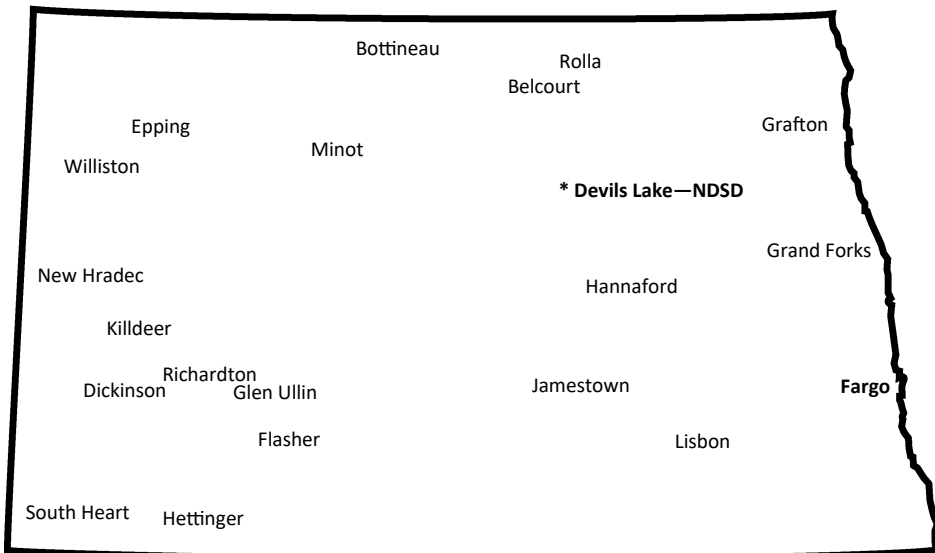 Bottineau
Rolla
Belcourt
Epping
Grafton
Minot
Williston
* Devils Lake—NDSD
Grand Forks
New Hradec
Hannaford
Killdeer
Richardton
Dickinson
Glen Ullin
Jamestown
Fargo
Flasher
Lisbon
South Heart
Hettinger